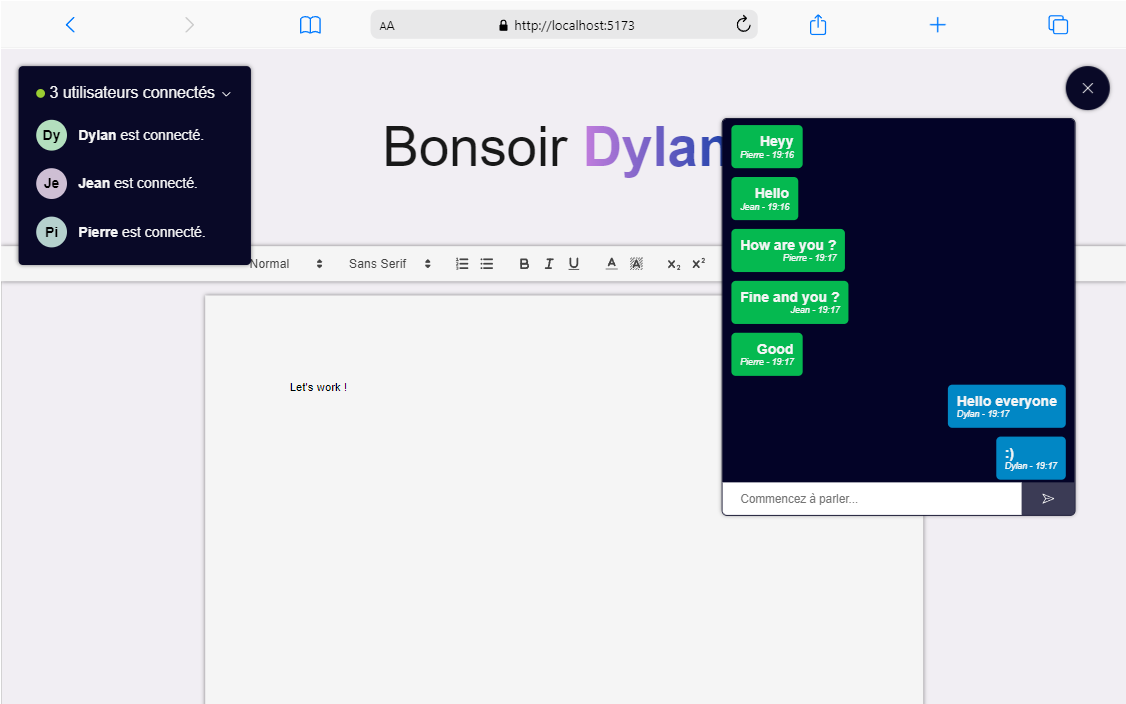 AA
http://localhost:5173
3 utilisateurs connectés
Dy
Dylan est connecté.
Je
Jean est connecté.
Pi
Pierre est connecté.
Bonsoir Dylan
Normal
Sans Serif
B I U A A X₂ X²
Let's work !
Heyy
Pierre - 19:16
Hello
Jean - 19:16
How are you ?
Pierre - 19:17
Fine and you ?
Jean - 19:17
Good
Pierre - 19:17
Hello everyone
Dylan - 19:17
:)
Dylan - 19:17
Commencez à parler...